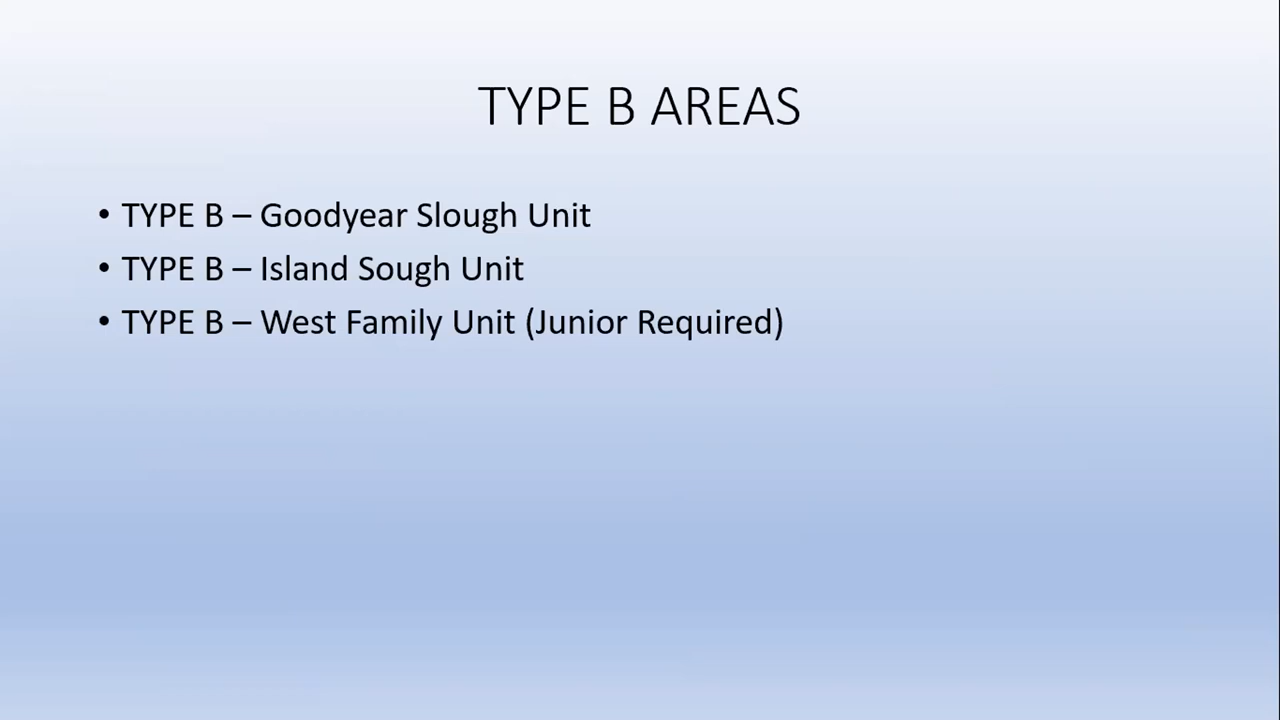 TYPE B AREAS
• TYPE B – Goodyear Slough Unit
• TYPE B – Island Sough Unit
• TYPE B – West Family Unit (Junior Required)